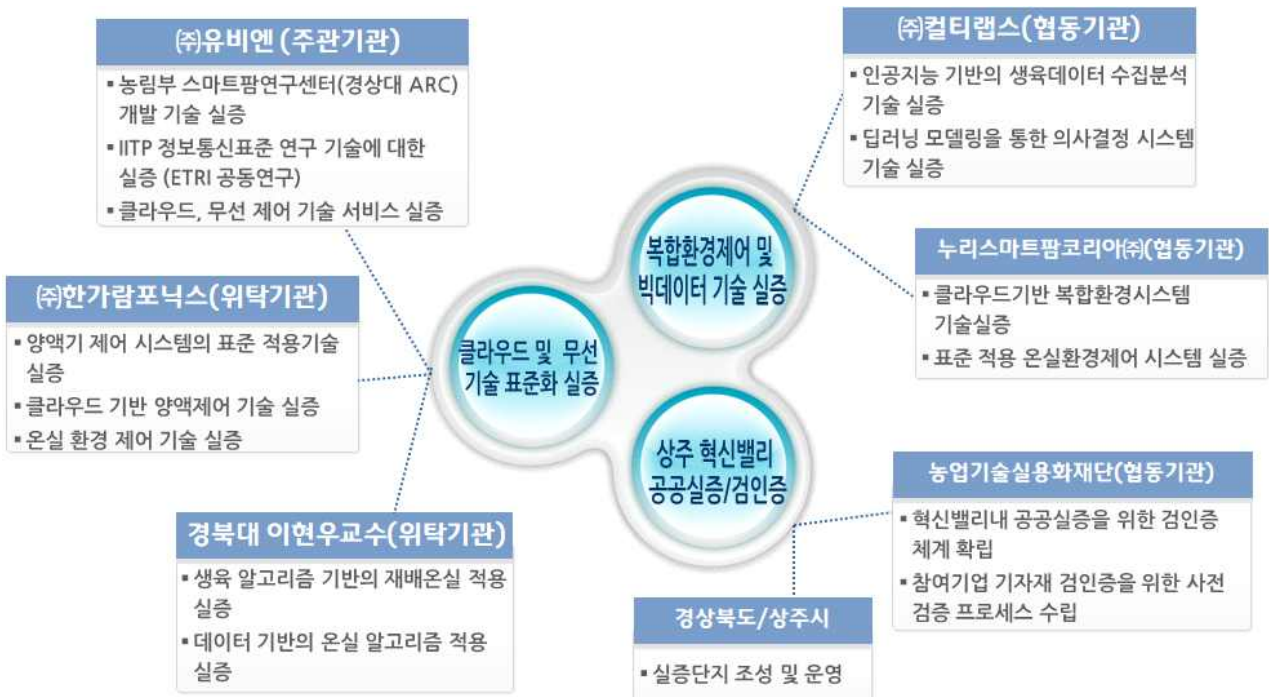 ㈜유비엔 (주관기관)
▪ 농림부 스마트팜연구센터(경상대 ARC)
개발 기술 실증
▪ IITP 정보통신표준 연구 기술에 대한
실증 (ETRI 공동연구)
▪ 클라우드, 무선 제어 기술 서비스 실증
㈜컬티랩스(협동기관)
▪ 인공지능 기반의 생육데이터 수집분석
기술 실증
▪ 딥러닝 모델링을 통한 의사결정 시스템
기술 실증
복합환경제어 및
빅데이터 기술 실증
누리스마트팜코리아㈜(협동기관)
▪ 클라우드기반 복합환경시스템
기술실증
▪ 표준 적용 온실환경제어 시스템 실증
㈜한가람포닉스(위탁기관)
▪ 양액기 제어 시스템의 표준 적용기술
실증
▪ 클라우드 기반 양액제어 기술 실증
▪ 온실 환경 제어 기술 실증
클라우드 및 무선
기술 표준화 실증
상주 혁신밸리
공공실증/검인증
농업기술실용화재단(협동기관)
▪ 혁신밸리내 공공실증을 위한 검인증
체계 확립
▪ 참여기업 기자재 검인증을 위한 사전
검증 프로세스 수립
경북대 이현우교수(위탁기관)
▪ 생육 알고리즘 기반의 재배온실 적용
실증
▪ 데이터 기반의 온실 알고리즘 적용
실증
경상북도/상주시
▪ 실증단지 조성 및 운영